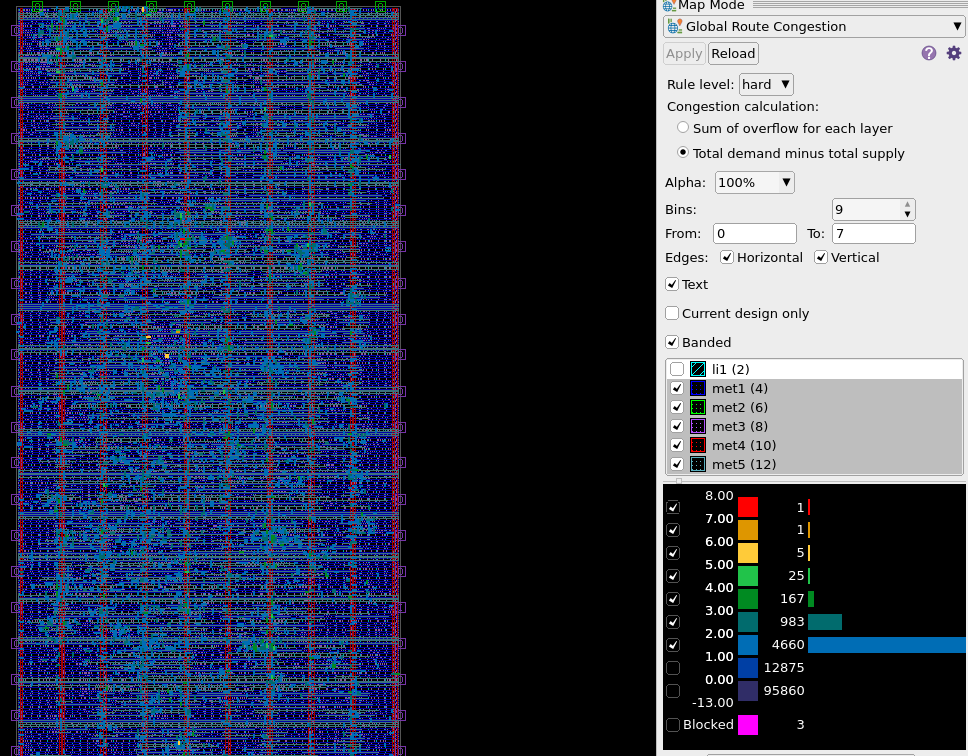 Map Mode
Global Route Congestion
Apply Reload
Rule level: hard
Congestion calculation:
Sum of overflow for each layer
Total demand minus total supply
Alpha: 100%
Bins: 9
From: 0 To: 7
Edges: Horizontal Vertical
Text
Current design only
Banded
li1 (2)
met1 (4)
met2 (6)
met3 (8)
met4 (10)
met5 (12)
8.00
1
7.00
1
6.00
5
5.00
25
4.00
167
3.00
983
2.00
4660
1.00
12875
0.00
95860
-13.00
Blocked 3